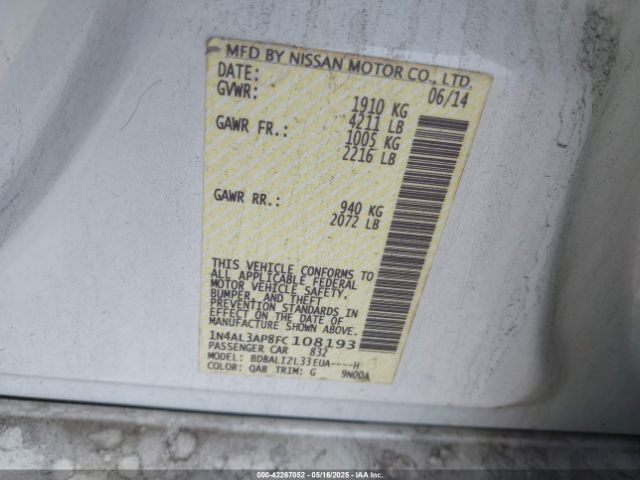 MFD BY NISSAN MOTOR CO., LTD.
DATE: 06/14
GVWR: 1910 KG
4211 LB
GAWR FR.: 1005 KG
2216 LB
GAWR RR.: 940 KG
2072 LB
THIS VEHICLE CONFORMS TO
ALL APPLICABLE FEDERAL
MOTOR VEHICLE SAFETY,
BUMPER, AND THEFT
PREVENTION STANDARDS IN
EFFECT ON THE DATE OF
MANUFACTURE SHOWN ABOVE.
1N4AL3AP8FC108193
PASSENGER CAR 832
MODEL: BDBALIZL33EUA----H
COLOR: QAB TRIM: G 9N00A
000-42267052 - 05/16/2025 - IAAI, Inc.